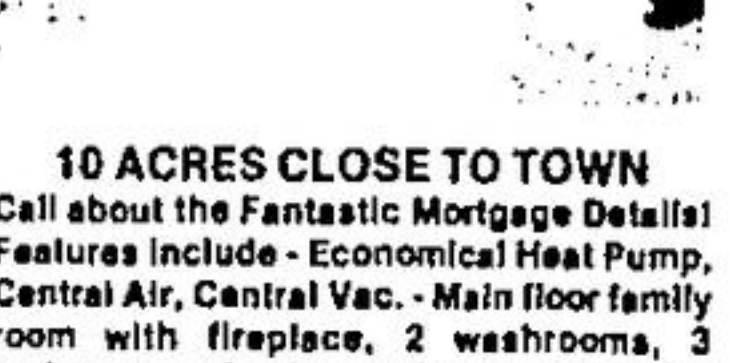 10 ACRES CLOSE TO TOWN
Call about the Fantastic Mortgage Details!
Features Include - Economical Heat Pump,
Central Air, Central Vac. - Main floor family
room with fireplace, 2 washrooms, 3